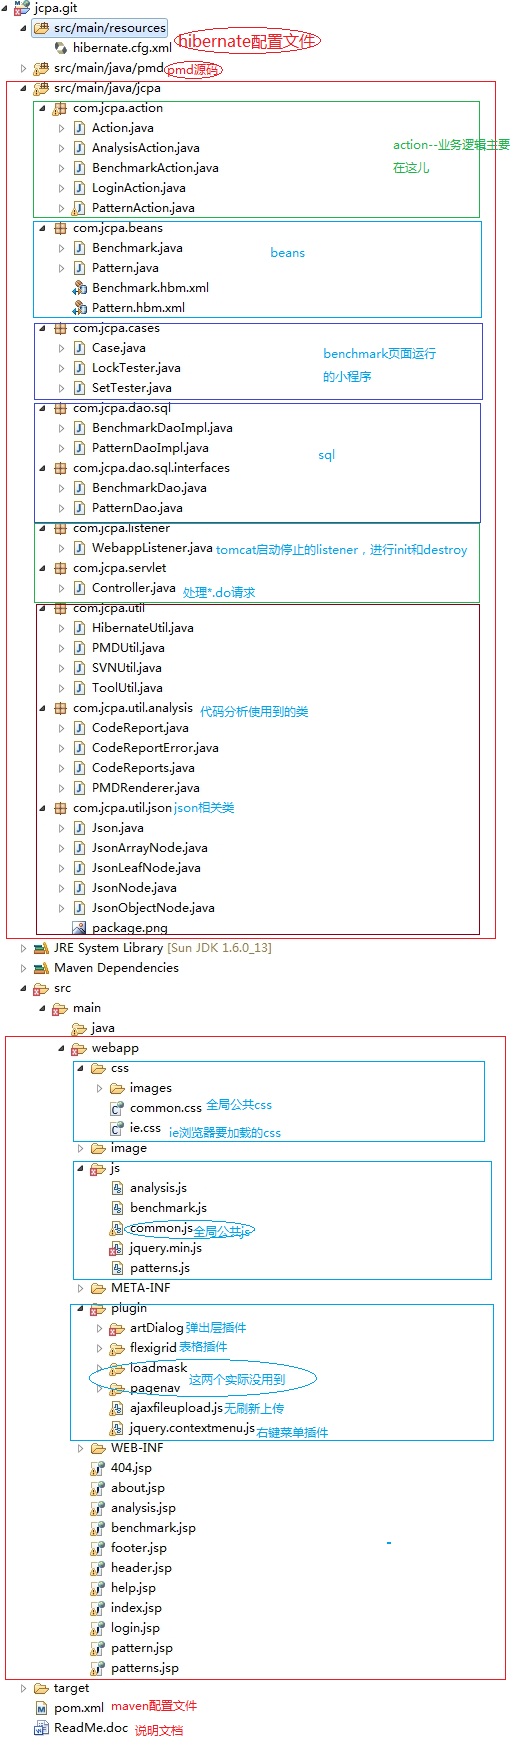 jcpa.git
src/main/resources
hibernate.cfg.xml hibernate配置文件
src/main/java/pmd pmd源码
src/main/java/jcpa
com.jcpa.action
Action.java
AnalysisAction.java action--业务逻辑主要
BenchmarkAction.java 在这儿
LoginAction.java
PatternAction.java
com.jcpa.beans
Benchmark.java beans
Pattern.java
Benchmark.hbm.xml
Pattern.hbm.xml
com.jcpa.cases
Case.java benchmark页面运行
LockTester.java 的小程序
SetTester.java
com.jcpa.dao.sql
BenchmarkDaoImpl.java
PatternDaoImpl.java sql
com.jcpa.dao.sql.interfaces
BenchmarkDao.java
PatternDao.java
com.jcpa.listener
WebappListener.java tomcat启动停止的listener，进行init和destroy
com.jcpa.servlet
Controller.java 处理*.do请求
com.jcpa.util
HibernateUtil.java
PMDUtil.java
SVNUtil.java
ToolUtil.java
com.jcpa.util.analysis 代码分析使用到的类
CodeReport.java
CodeReportError.java
CodeReports.java
PMDRenderer.java
com.jcpa.util.json json相关类
Json.java
JsonArrayNode.java
JsonLeafNode.java
JsonNode.java
JsonObjectNode.java
package.png
JRE System Library [Sun JDK 1.6.0_13]
Maven Dependencies
src
main
java
webapp
css
images
common.css 全局公共css
ie.css ie浏览器要加载的css
image
js
analysis.js
benchmark.js
common.js 全局公共js
jquery.min.js
patterns.js
META-INF
plugin
artDialog 弹出层插件
flexigrid 表格插件
loadmask 这两个实际没用到
pagenav
ajaxfileupload.js 无刷新上传
jquery.contextmenu.js 右键菜单插件
WEB-INF
404.jsp
about.jsp
analysis.jsp
benchmark.jsp
footer.jsp
header.jsp
help.jsp
index.jsp
login.jsp
pattern.jsp
patterns.jsp
target
pom.xml maven配置文件
ReadMe.doc 说明文档